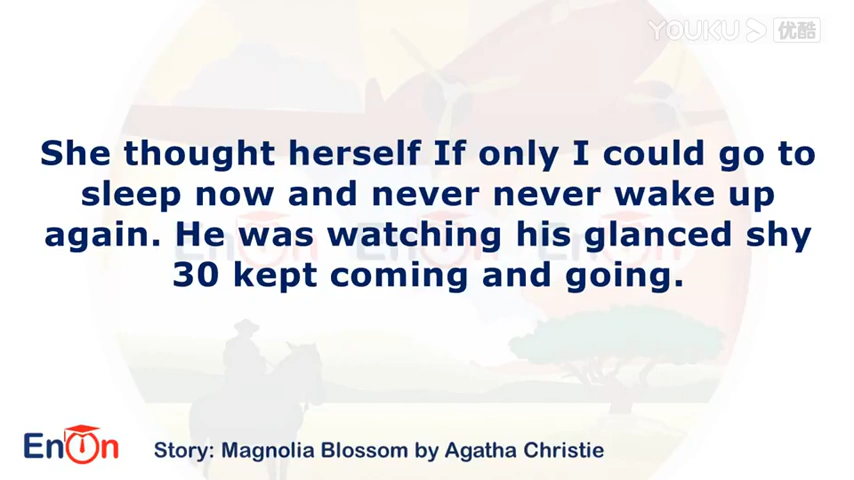 YOUKU 优酷
She thought herself If only I could go to
sleep now and never never wake up
again. He was watching his glanced shy
30 kept coming and going.
EnOn
Story: Magnolia Blossom by Agatha Christie